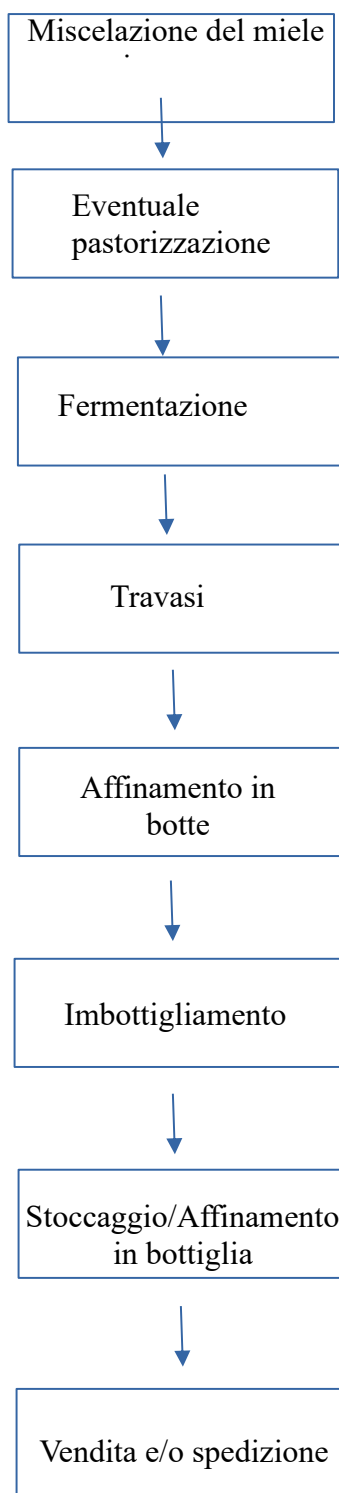 Miscelazione del miele
Eventuale
pastorizzazione
Fermentazione
Travasi
Affinamento in
botte
Imbottigliamento
Stoccaggio/Affinamento
in bottiglia
Vendita e/o spedizione